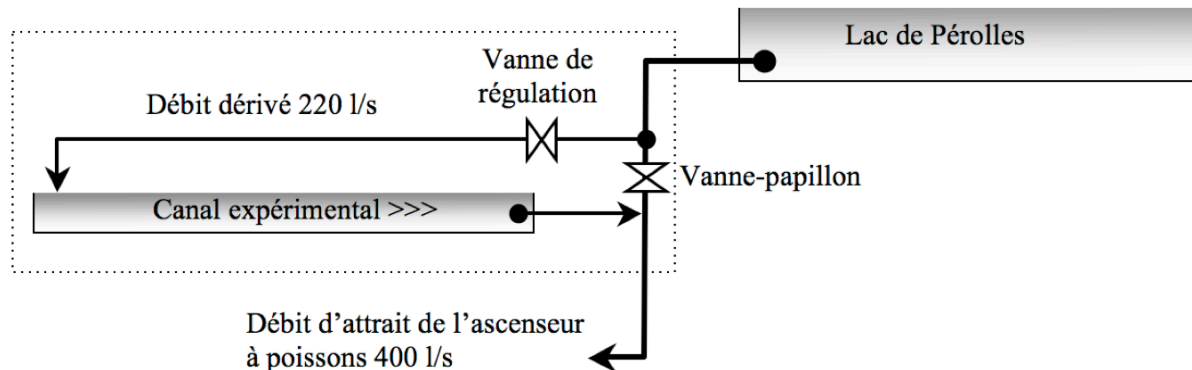 Lac de Pérolles
Vanne de
régulation
Débit dérivé 220 l/s
Vanne-papillon
Canal expérimental >>>
Débit d’attrait de l’ascenseur
à poissons 400 l/s